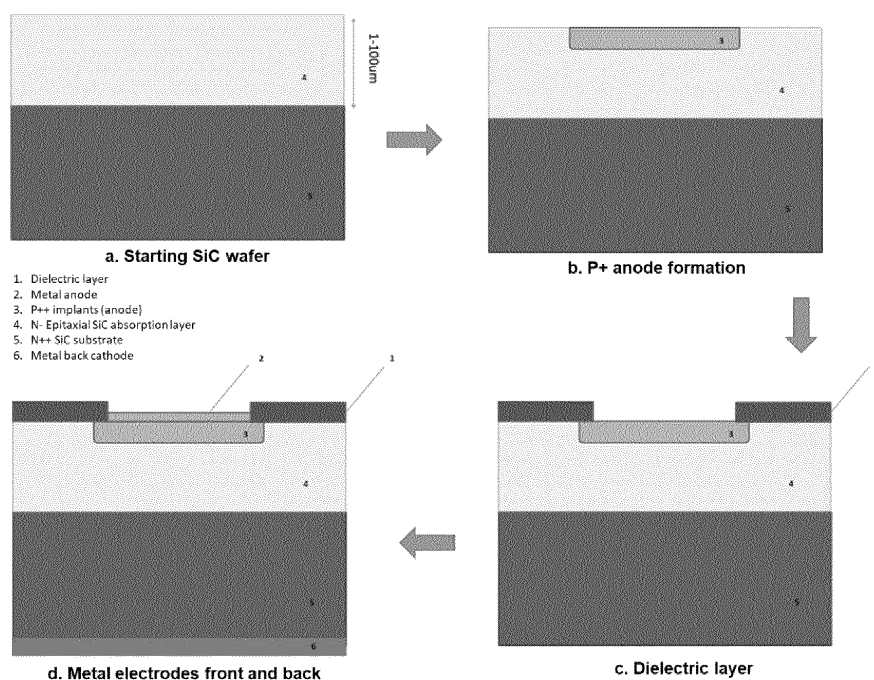 1-100um
4
5
a. Starting SiC wafer
3
4
5
b. P+ anode formation
1. Dielectric layer
2. Metal anode
3. P++ implants (anode)
4. N- Epitaxial SiC absorption layer
5. N++ SiC substrate
6. Metal back cathode
2
1
3
4
5
6
d. Metal electrodes front and back
3
4
5
c. Dielectric layer